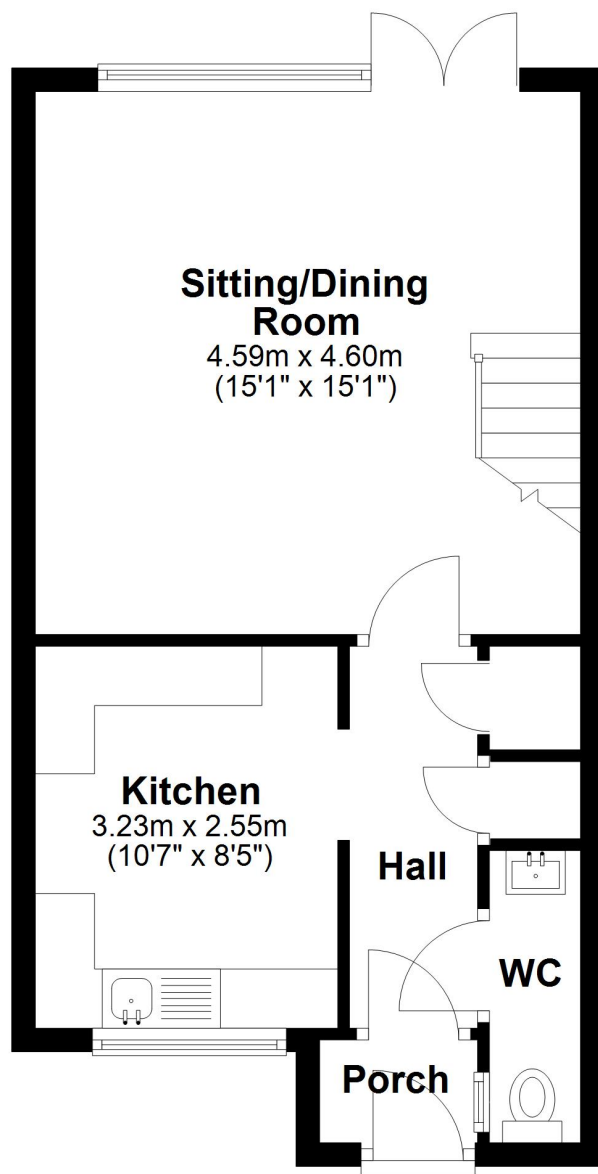 Sitting/Dining
Room
4.59m x 4.60m
(15'1" x 15'1")
Kitchen
3.23m x 2.55m
(10'7" x 8'5")
Hall
WC
Porch